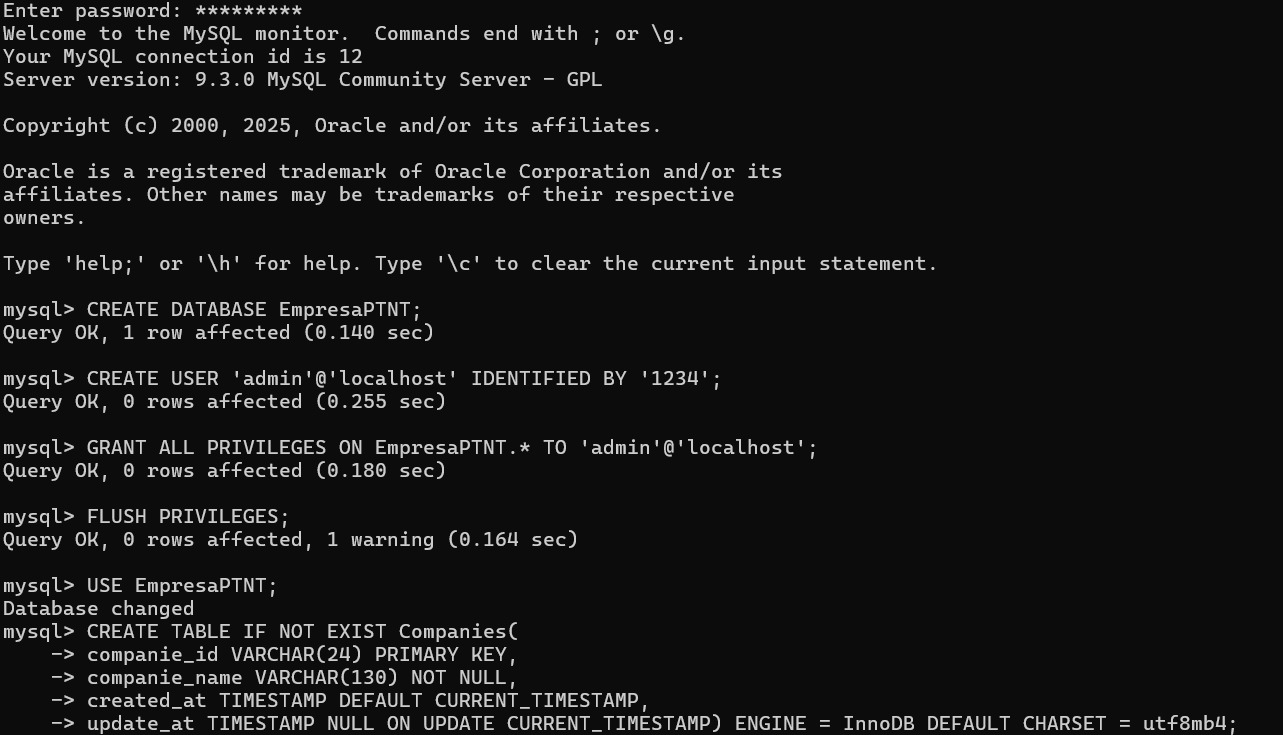 Enter password: *********
Welcome to the MySQL monitor.  Commands end with ; or \g.
Your MySQL connection id is 12
Server version: 9.3.0 MySQL Community Server - GPL

Copyright (c) 2000, 2025, Oracle and/or its affiliates.

Oracle is a registered trademark of Oracle Corporation and/or its
affiliates. Other names may be trademarks of their respective
owners.

Type 'help;' or '\h' for help. Type '\c' to clear the current input statement.

mysql> CREATE DATABASE EmpresaPTNT;
Query OK, 1 row affected (0.140 sec)

mysql> CREATE USER 'admin'@'localhost' IDENTIFIED BY '1234';
Query OK, 0 rows affected (0.255 sec)

mysql> GRANT ALL PRIVILEGES ON EmpresaPTNT.* TO 'admin'@'localhost';
Query OK, 0 rows affected (0.180 sec)

mysql> FLUSH PRIVILEGES;
Query OK, 0 rows affected, 1 warning (0.164 sec)

mysql> USE EmpresaPTNT;
Database changed
mysql> CREATE TABLE IF NOT EXIST Companies(
    -> companie_id VARCHAR(24) PRIMARY KEY,
    -> companie_name VARCHAR(130) NOT NULL,
    -> created_at TIMESTAMP DEFAULT CURRENT_TIMESTAMP,
    -> update_at TIMESTAMP NULL ON UPDATE CURRENT_TIMESTAMP) ENGINE = InnoDB DEFAULT CHARSET = utf8mb4;